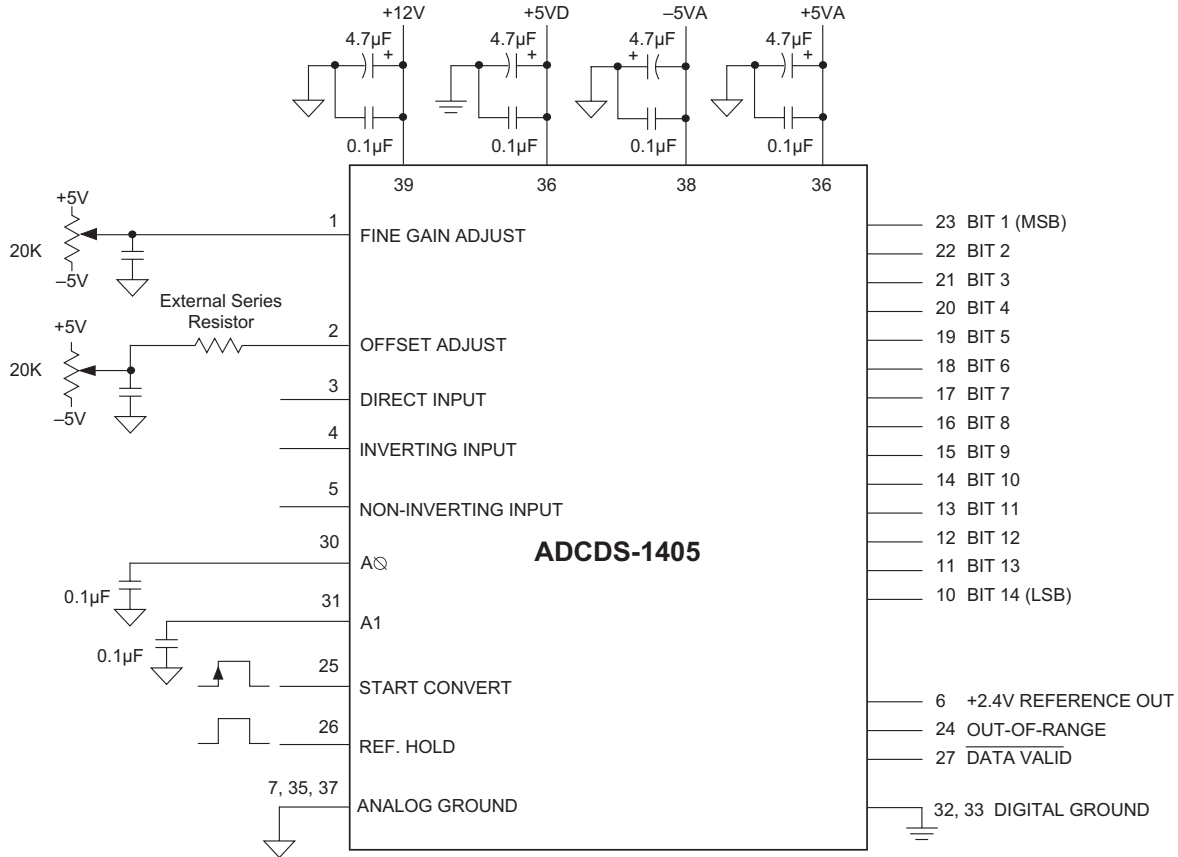 +12V +5VD –5VA +5VA
4.7µF 4.7µF 4.7µF 4.7µF
+ + + +
0.1µF 0.1µF 0.1µF 0.1µF
39 36 38 36
+5V
20K
–5V
1
FINE GAIN ADJUST
External Series
Resistor
+5V
20K
–5V
2
OFFSET ADJUST
3
DIRECT INPUT
4
INVERTING INPUT
5
NON-INVERTING INPUT
30
A∅
0.1µF
31
A1
0.1µF
25
START CONVERT
26
REF. HOLD
7, 35, 37
ANALOG GROUND
ADCDS-1405
23 BIT 1 (MSB)
22 BIT 2
21 BIT 3
20 BIT 4
19 BIT 5
18 BIT 6
17 BIT 7
16 BIT 8
15 BIT 9
14 BIT 10
13 BIT 11
12 BIT 12
11 BIT 13
10 BIT 14 (LSB)
6 +2.4V REFERENCE OUT
24 OUT-OF-RANGE
27 DATA VALID
32, 33 DIGITAL GROUND